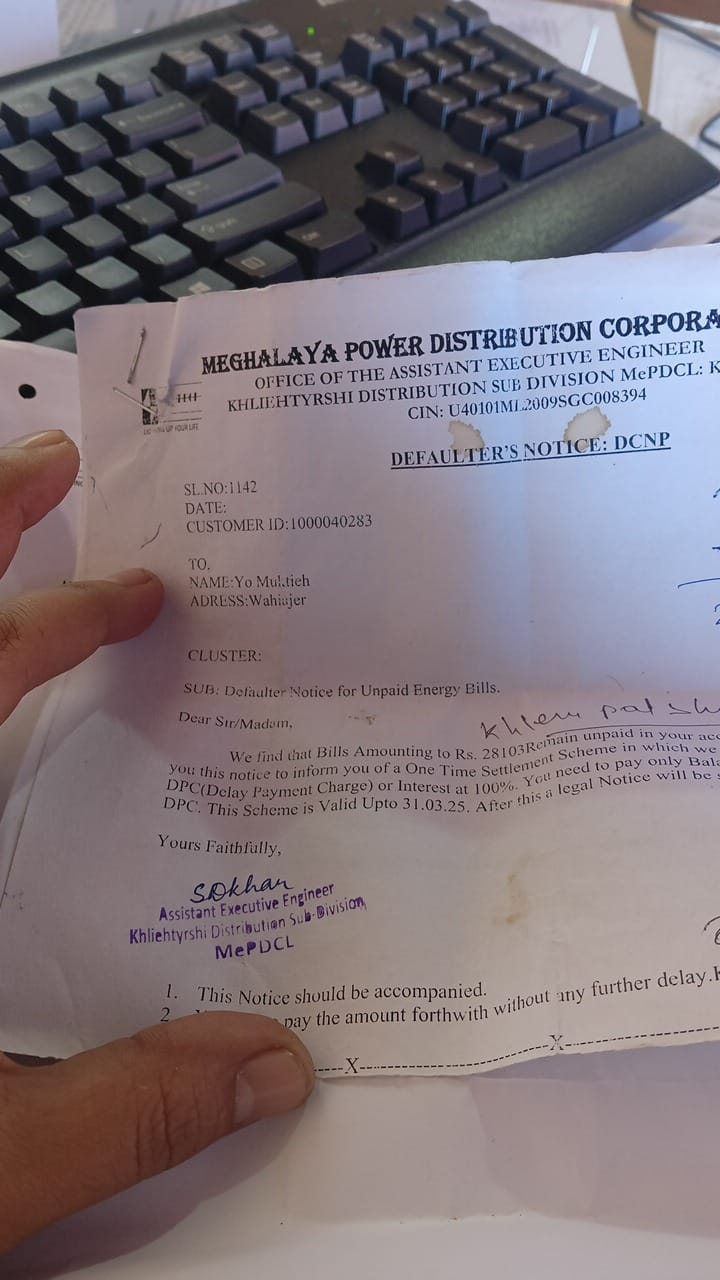 MEGHALAYA POWER DISTRIBUTION CORPORA
OFFICE OF THE ASSISTANT EXECUTIVE ENGINEER
KHLIEHTYRSHI DISTRIBUTION SUB DIVISION MePDCL: K
CIN: U40101ML2009SGC008394
DEFAULTER'S NOTICE: DCNP
SL.NO:1142
DATE:
CUSTOMER ID:1000040283
TO,
NAME:Yo Muktieh
ADRESS:Wahiajer
CLUSTER:
SUB: Defaulter Notice for Unpaid Energy Bills.
Dear Sir/Madam,
Khlem pat sh
We find that Bills Amounting to Rs. 28103Remain unpaid in your acc
you this notice to inform you of a One Time Settlement Scheme in which we
DPC(Delay Payment Charge) or Interest at 100%. You need to pay only Bala
DPC. This Scheme is Valid Upto 31.03.25. After this a legal Notice will be s
Yours Faithfully,
SDkhar
Assistant Executive Engineer
Khliehtyrshi Distribution Sub-Division
MePDCL
1. This Notice should be accompanied.
2. pay the amount forthwith without any further delay.
-----X-----X-----